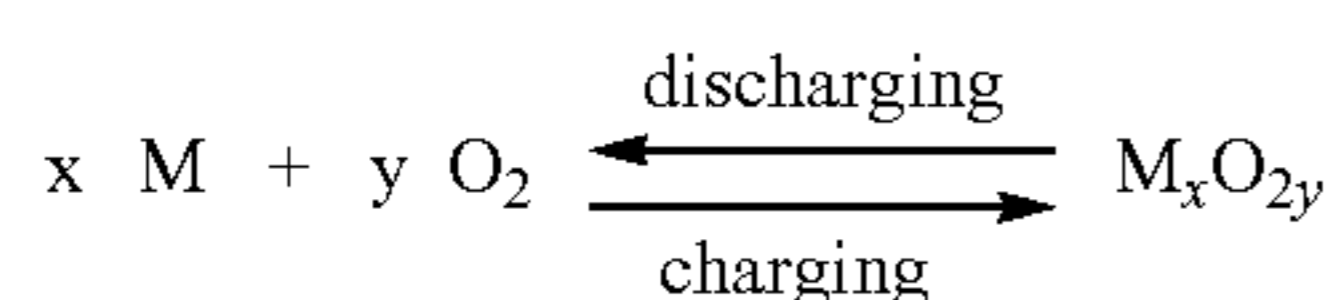 discharging
x M + y O₂ MₓO₂y
charging